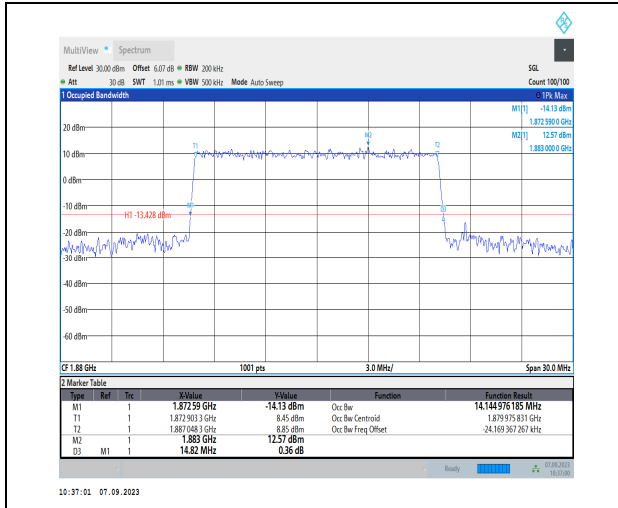 MultiView Spectrum
Ref Level 30.00 dBm Offset 6.07 dB RBW 200 kHz SGL
Att 30 dB SWT 1.01 ms VBW 500 kHz Mode Auto Sweep Count 100/100
1 Occupied Bandwidth 1Pk Max
M1[1] -14.13 dBm
1.872 590 0 GHz
M2[1] 12.57 dBm
1.883 000 0 GHz
20 dBm
M2
T1 T2
10 dBm
0 dBm
-10 dBm
M1 D3
H1 -13.428 dBm
-20 dBm
-30 dBm
-40 dBm
-50 dBm
-60 dBm
CF 1.88 GHz 1001 pts 3.0 MHz/ Span 30.0 MHz
2 Marker Table
Type Ref Trc X-Value Y-Value Function Function Result
M1 1 1.872 59 GHz -14.13 dBm Occ Bw 14.144 976 185 MHz
T1 1 1.872 903 3 GHz 8.45 dBm Occ Bw Centroid 1.879 975 831 GHz
T2 1 1.887 048 3 GHz 8.85 dBm Occ Bw Freq Offset -24.169 367 267 kHz
M2 1 1.883 GHz 12.57 dBm
D3 M1 1 14.82 MHz 0.36 dB
Ready 07.09.2023
10:37:00
10:37:01 07.09.2023